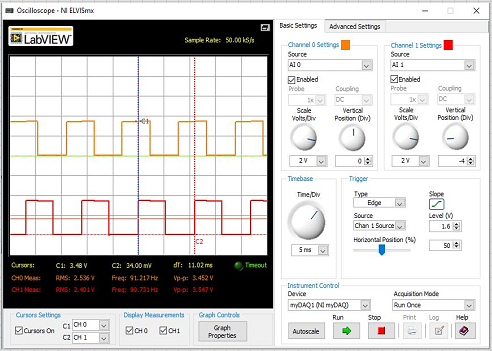 Oscilloscope - NI ELVISmx
LabVIEW
Sample Rate: 50.00 kS/s
C1
C2
Cursors: C1: 3.48 V C2: 34.00 mV dT: 11.02 ms Timeout
CH0 Meas: RMS: 2.536 V Freq: 91.217 Hz Vp-p: 3.452 V
CH1 Meas: RMS: 2.401 V Freq: 90.731 Hz Vp-p: 3.547 V
Cursors Settings
Cursors On
C1 CH 0
C2 CH 1
Display Measurements
CH 0 CH 1
Graph Controls
Graph Properties
Basic Settings Advanced Settings
Channel 0 Settings
Source
AI 0
Enabled
Probe Coupling
1x DC
Scale Volts/Div
Vertical Position (Div)
2 V 0
Channel 1 Settings
Source
AI 1
Enabled
Probe Coupling
1x DC
Scale Volts/Div
Vertical Position (Div)
2 V -4
Timebase
Time/Div
5 ms
Trigger
Type Slope
Edge
Source Level (V)
Chan 1 Source 1.6
Horizontal Position (%)
50
Instrument Control
Device Acquisition Mode
myDAQ1 (NI myDAQ) Run Once
Run Stop Print Log Help
Autoscale